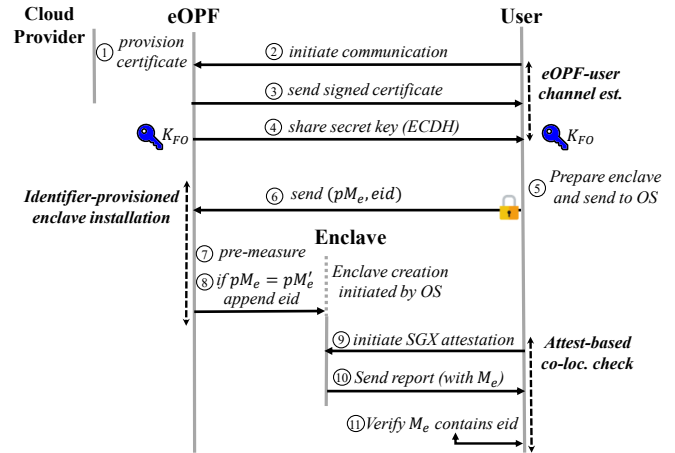 Cloud
Provider
eOPF
User
① provision
certificate
② initiate communication
③ send signed certificate
eOPF-user
channel est.
K_FO
④ share secret key (ECDH)
K_FO
Identifier-provisioned
enclave installation
⑤ Prepare enclave
and send to OS
⑥ send (pM_e, eid)
Enclave
⑦ pre-measure
⑧ if pM_e = pM_e′
append eid
Enclave creation
initiated by OS
⑨ initiate SGX attestation
Attest-based
co-loc. check
⑩ Send report (with M_e)
⑪ Verify M_e contains eid